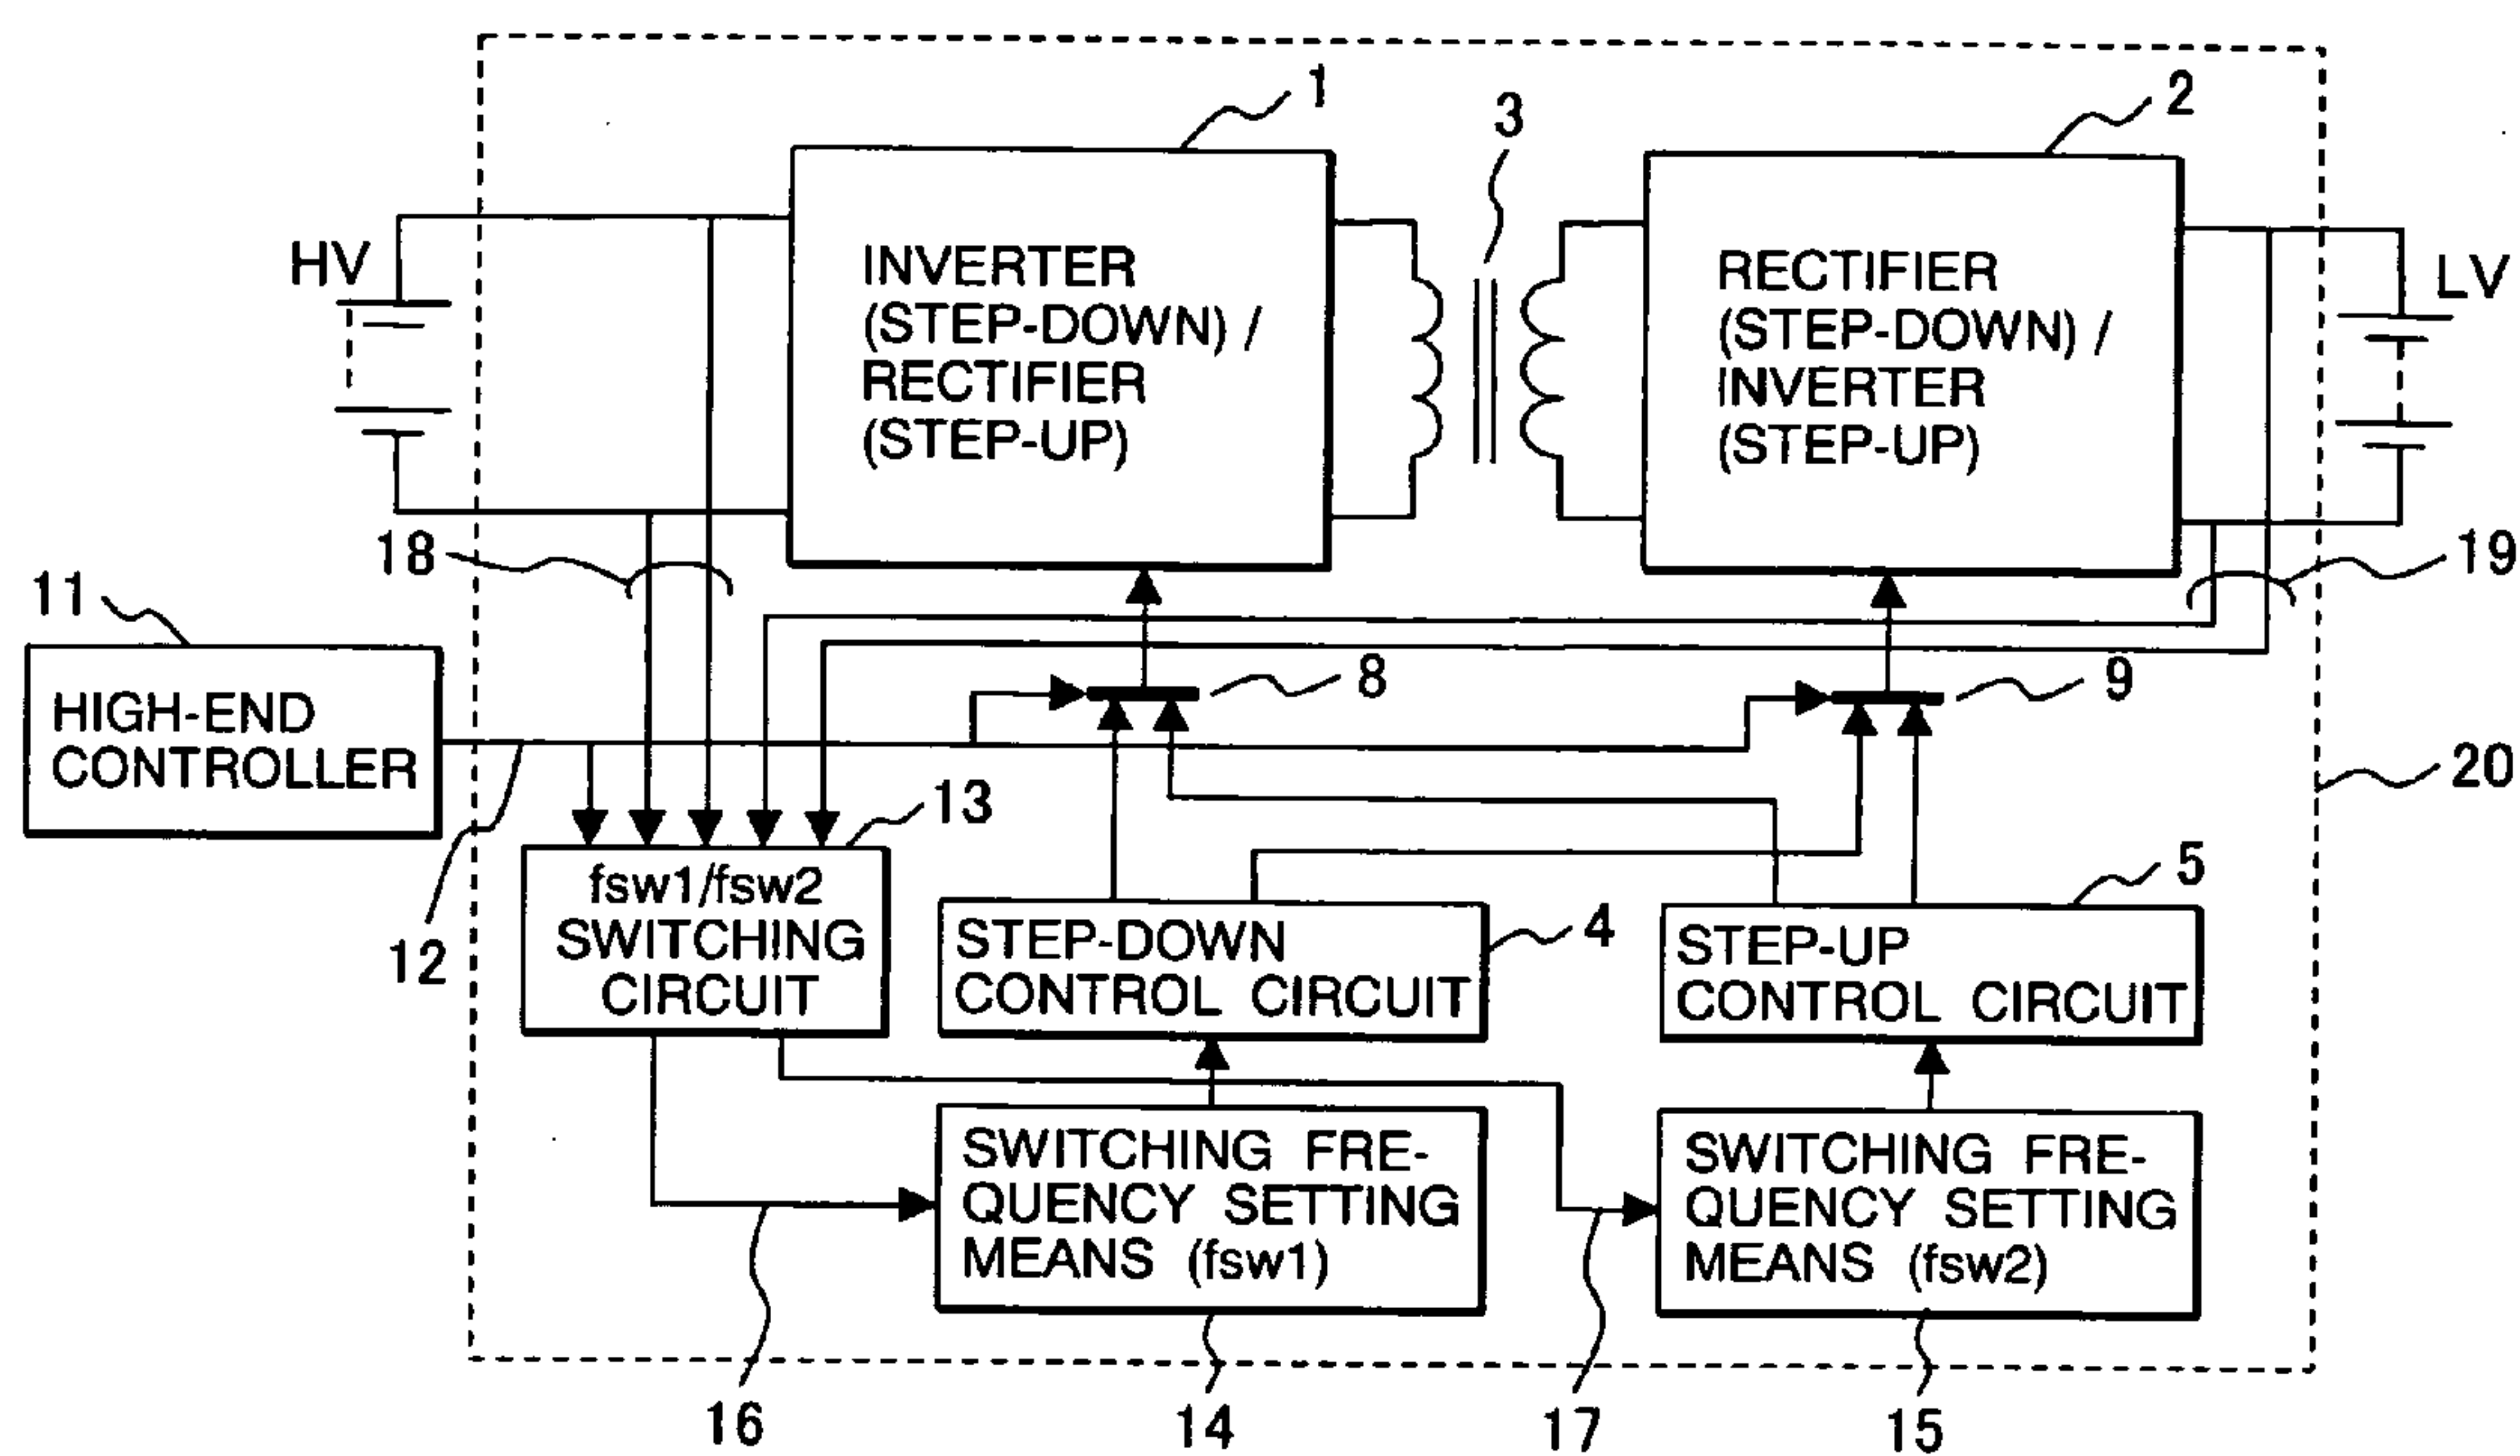 1
2
3
HV
INVERTER
(STEP-DOWN) /
RECTIFIER
(STEP-UP)
RECTIFIER
(STEP-DOWN) /
INVERTER
(STEP-UP)
LV
18
19
11
HIGH-END
CONTROLLER
8
9
20
12
13
fsw1/fsw2
SWITCHING
CIRCUIT
STEP-DOWN
CONTROL CIRCUIT
4
STEP-UP
CONTROL CIRCUIT
5
SWITCHING FRE-
QUENCY SETTING
MEANS (fsw1)
SWITCHING FRE-
QUENCY SETTING
MEANS (fsw2)
16
14
17
15